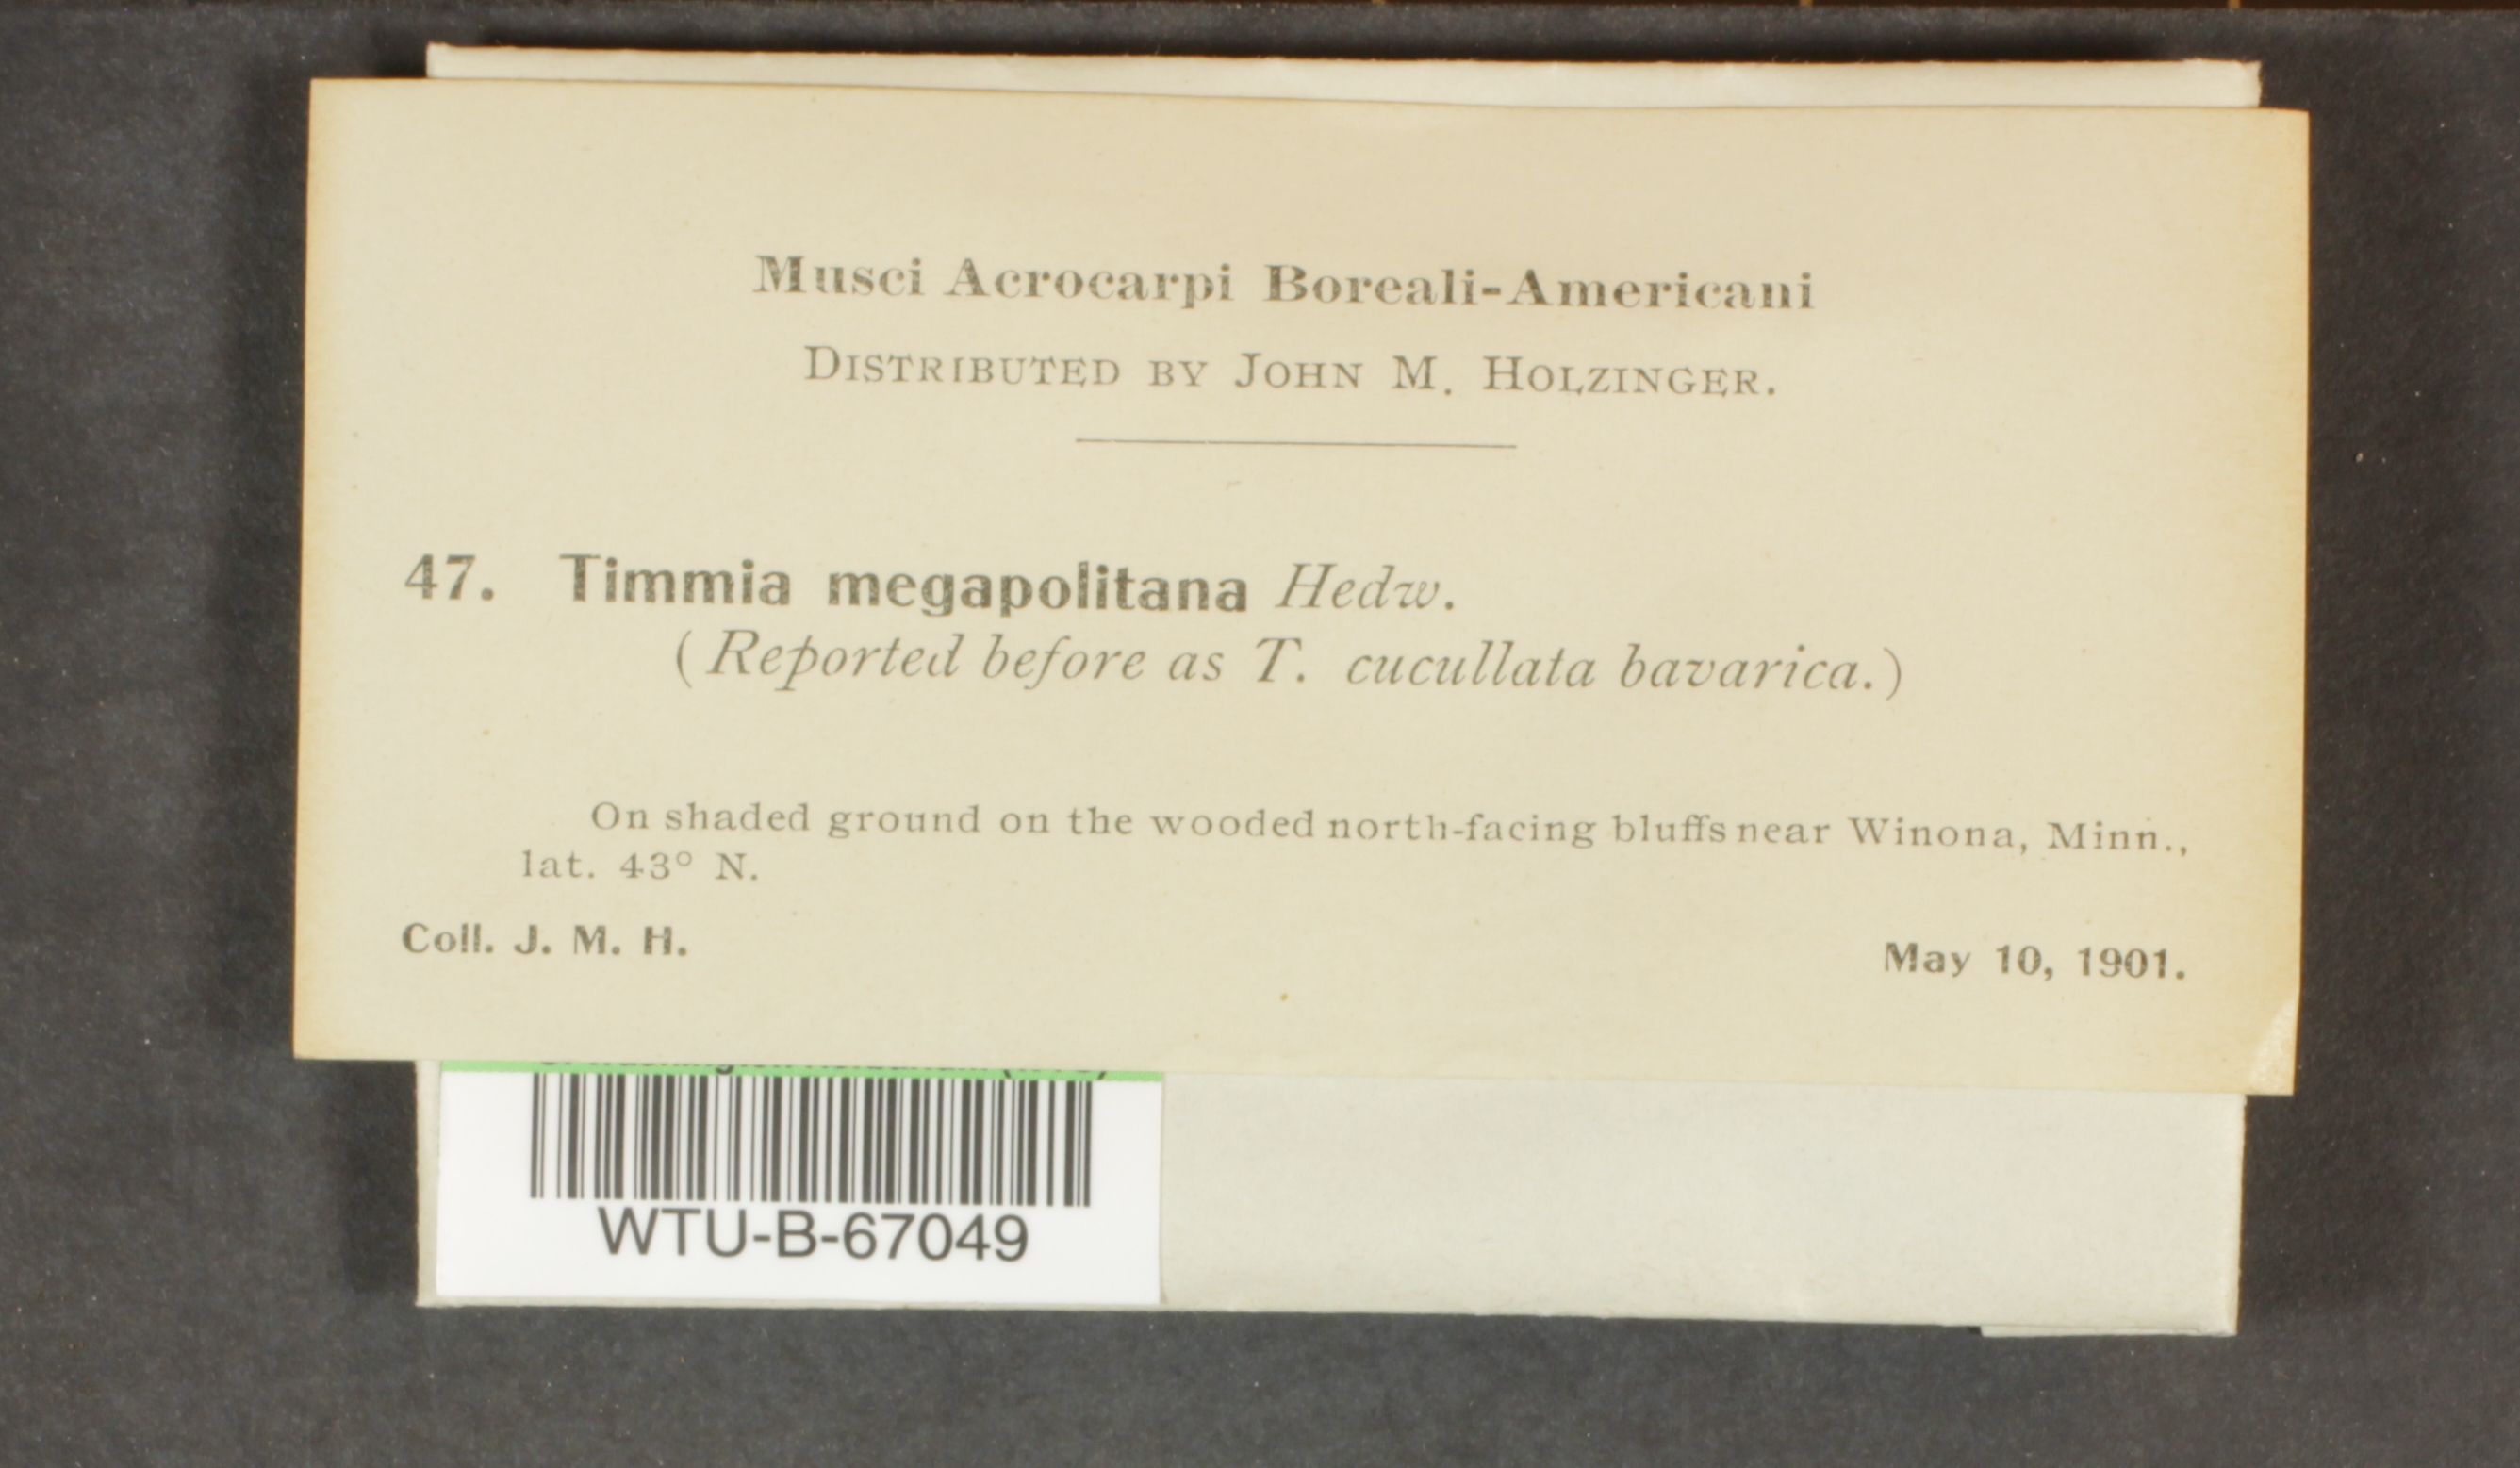 Musci Acrocarpi Boreali-Americani
Distributed by John M. Holzinger.
47. Timmia megapolitana Hedw.
(Reported before as T. cucullata bavarica.)
On shaded ground on the wooded north-facing bluffs near Winona, Minn.,
lat. 43° N.
Coll. J. M. H.
May 10, 1901.
WTU-B-67049